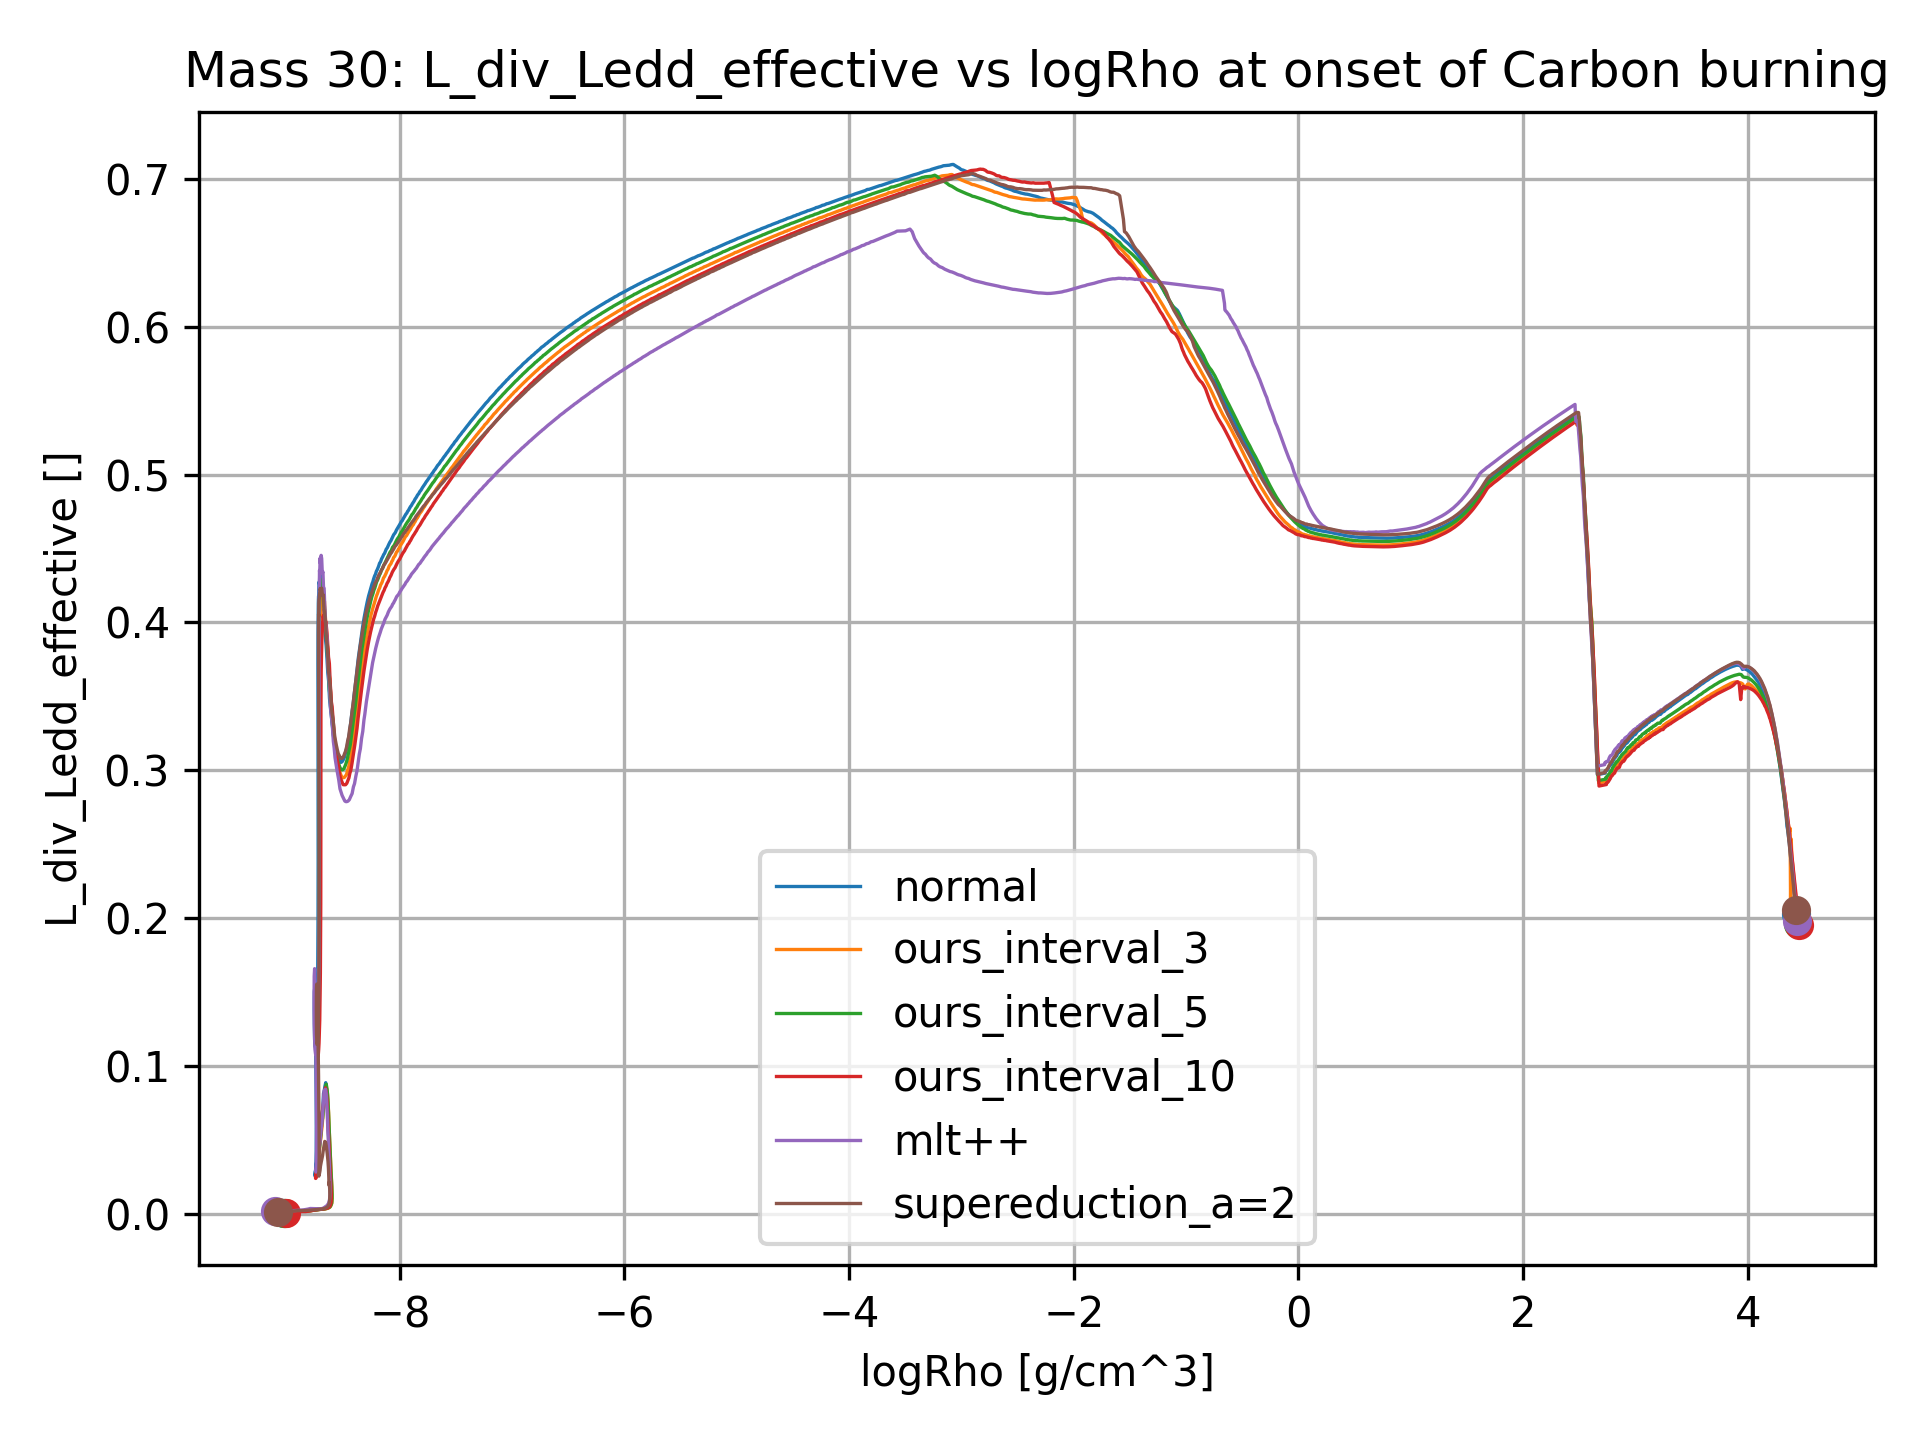 Mass 30: L_div_Ledd_effective vs logRho at onset of Carbon burning
L_div_Ledd_effective []
0.7
0.6
0.5
0.4
0.3
0.2
0.1
0.0
normal
ours_interval_3
ours_interval_5
ours_interval_10
mlt++
supereduction_a=2
−8 −6 −4 −2 0 2 4
logRho [g/cm^3]